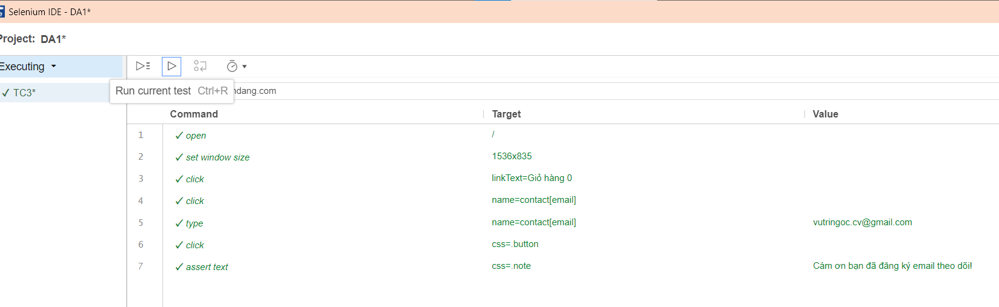 Selenium IDE - DA1*
Project: DA1*
Executing
✓ TC3*
Run current test Ctrl+R
ndang.com
Command Target Value
1 ✓ open /
2 ✓ set window size 1536x835
3 ✓ click linkText=Giỏ hàng 0
4 ✓ click name=contact[email]
5 ✓ type name=contact[email] vutringoc.cv@gmail.com
6 ✓ click css=.button
7 ✓ assert text css=.note Cám ơn bạn đã đăng ký email theo dõi!